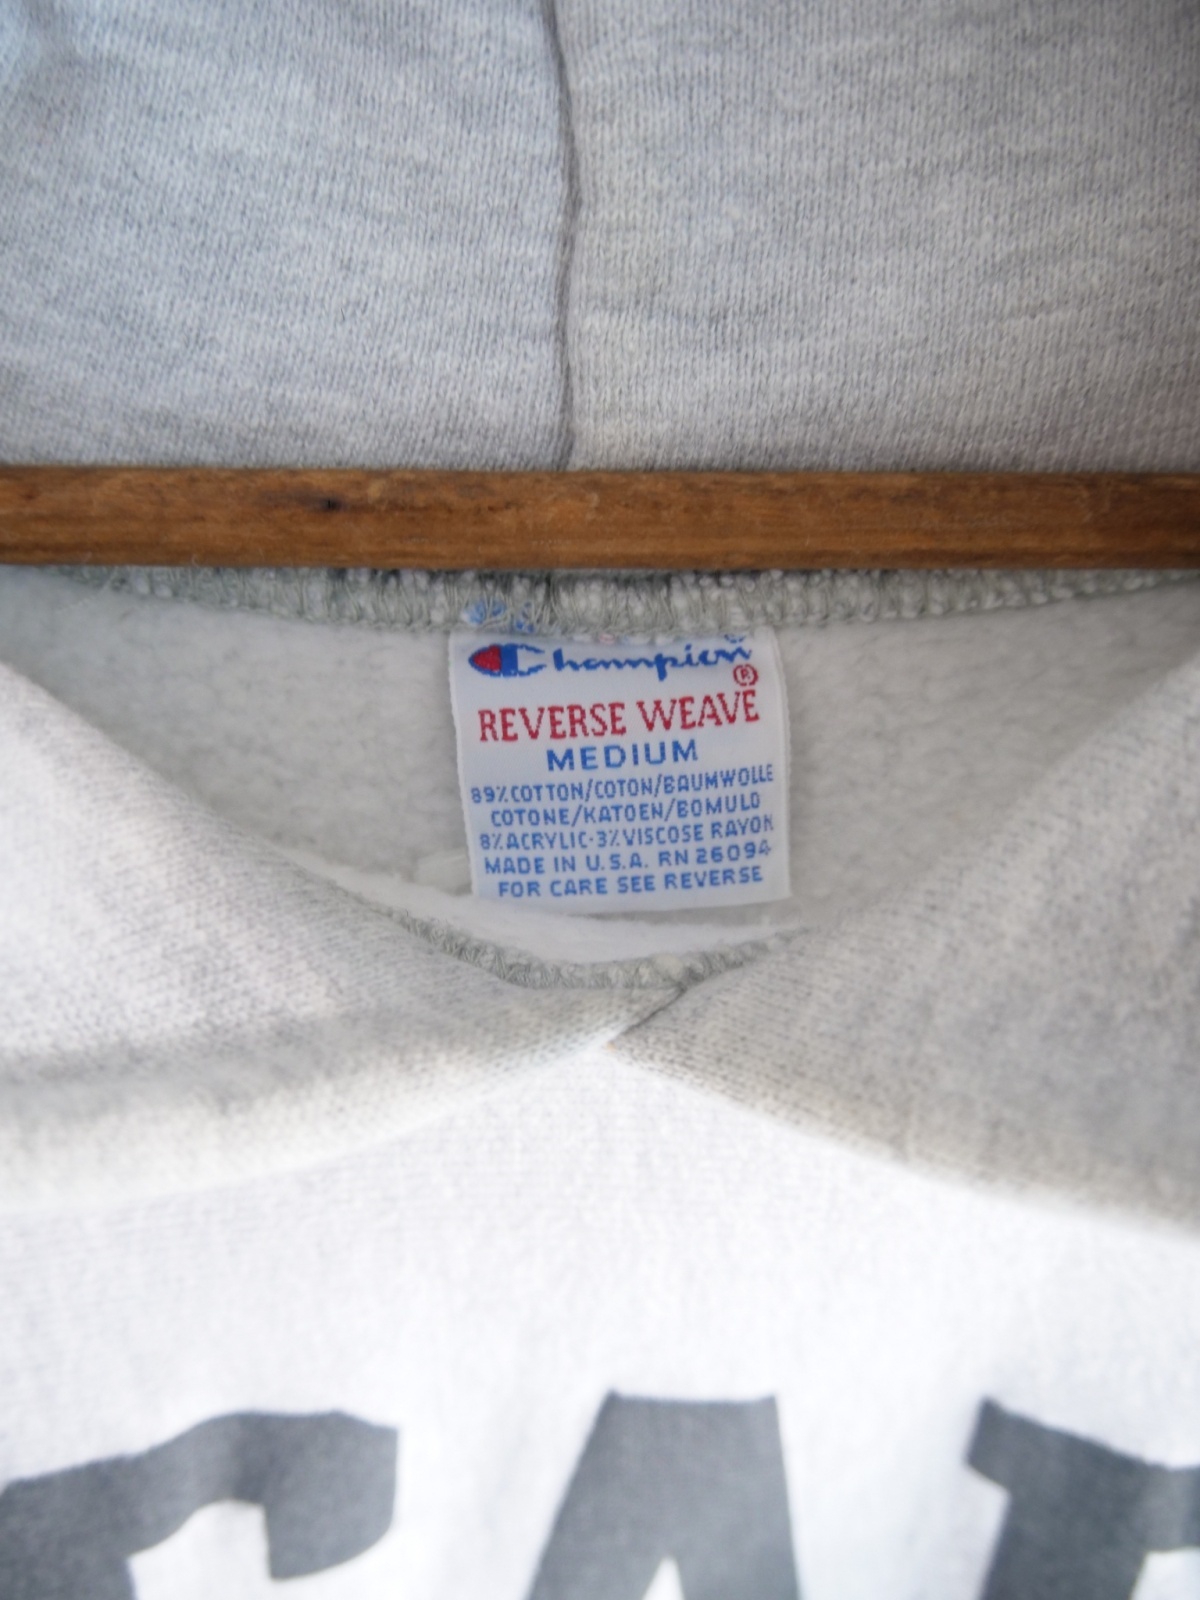 Champion
®
REVERSE WEAVE
MEDIUM
89% COTTON/COTON/BAUMWOLLE
COTONE/KATOEN/BOMULD
8% ACRYLIC-3% VISCOSE RAYON
MADE IN U.S.A. RN 26094
FOR CARE SEE REVERSE